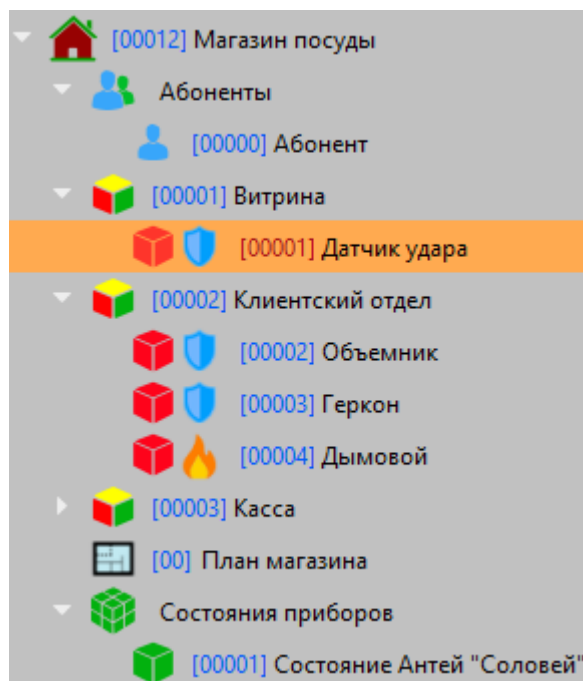 [00012] Магазин посуды
Абоненты
[00000] Абонент
[00001] Витрина
[00001] Датчик удара
[00002] Клиентский отдел
[00002] Объемник
[00003] Геркон
[00004] Дымовой
[00003] Касса
[00] План магазина
Состояния приборов
[00001] Состояние Антей "Соловей"